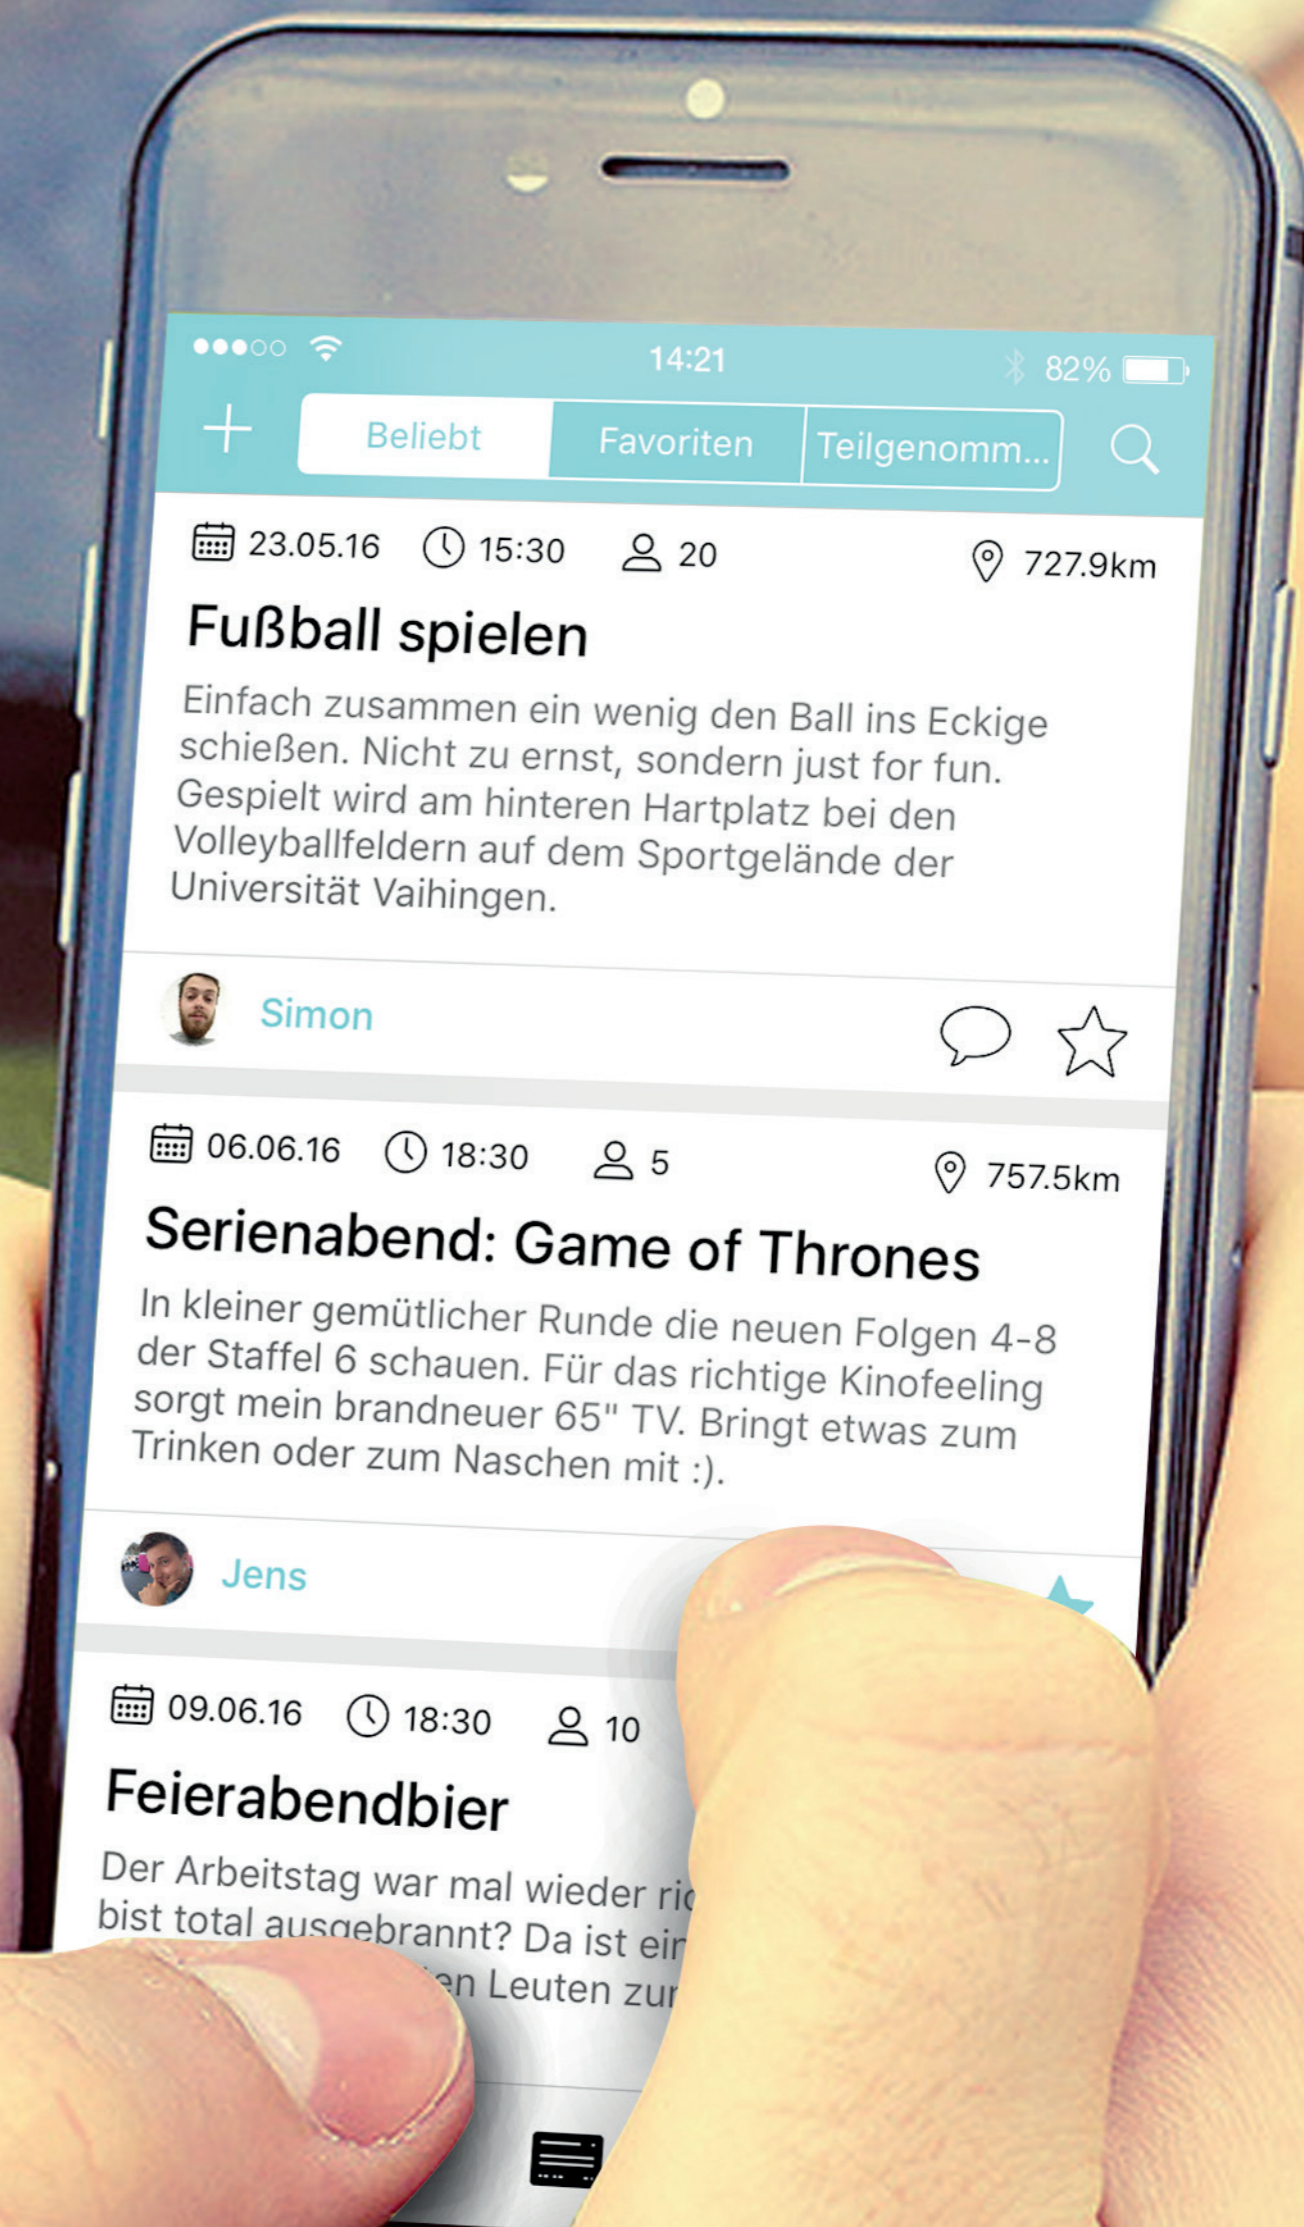 14:21
82%
Beliebt
Favoriten
Teilgenomm...
23.05.16 15:30 20 727.9km
Fußball spielen
Einfach zusammen ein wenig den Ball ins Eckige
schießen. Nicht zu ernst, sondern just for fun.
Gespielt wird am hinteren Hartplatz bei den
Volleyballfeldern auf dem Sportgelände der
Universität Vaihingen.
Simon
06.06.16 18:30 5 757.5km
Serienabend: Game of Thrones
In kleiner gemütlicher Runde die neuen Folgen 4-8
der Staffel 6 schauen. Für das richtige Kinofeeling
sorgt mein brandneuer 65" TV. Bringt etwas zum
Trinken oder zum Naschen mit :).
Jens
09.06.16 18:30 10
Feierabendbier
Der Arbeitstag war mal wieder
bist total ausgebrannt? Da ist
Leuten